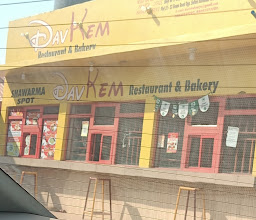 DavKem
Restaurant & Bakery
SHAWARMA
SPOT
DavKem Restaurant & Bakery